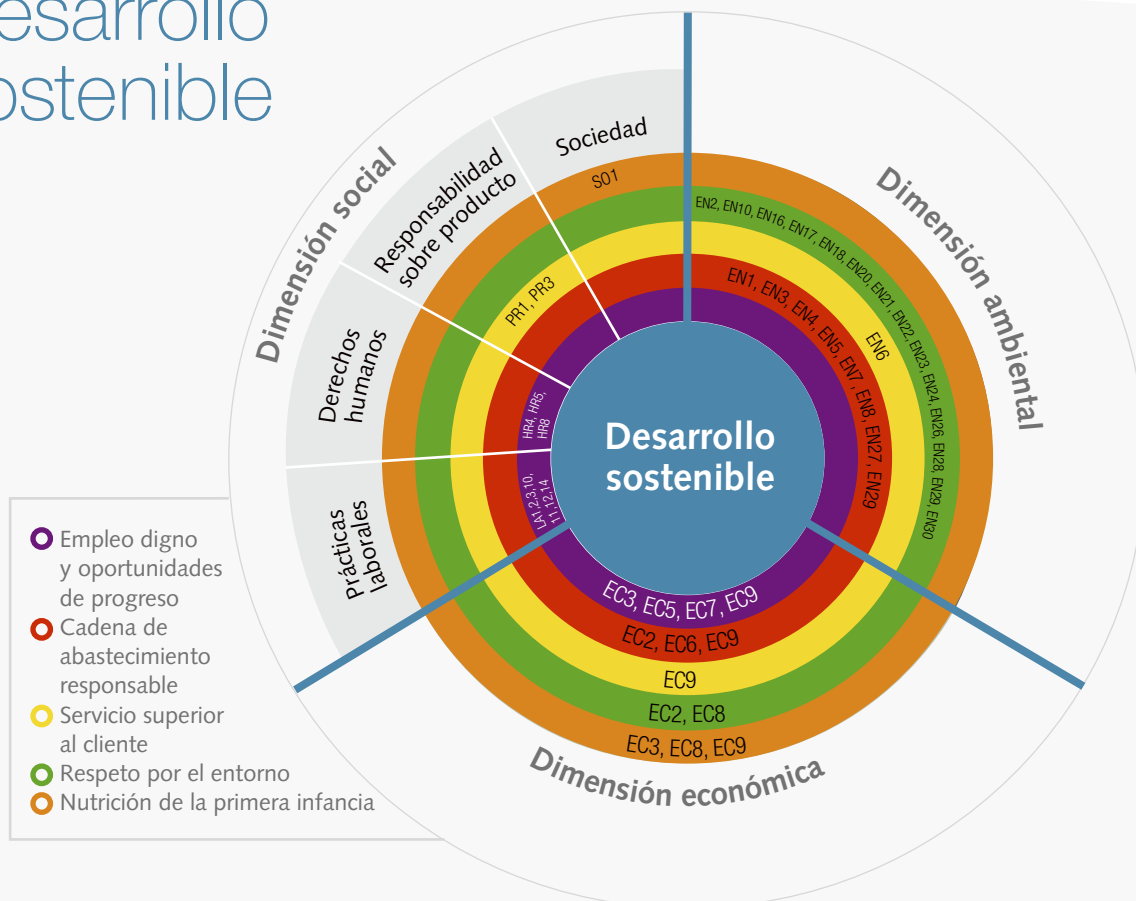 esarrollo
ostenible
Dimensión social
Sociedad
Responsabilidad
sobre producto
Derechos
humanos
Prácticas
laborales
SO1
PR1, PR3
HR4, HR5,
HR8
LA1,2,3,10,
11,12,14
Dimensión ambiental
EN2, EN10, EN16, EN17, EN18, EN20, EN21, EN22, EN23, EN24, EN26, EN28, EN29, EN30
EN6
EN1, EN3, EN4, EN5, EN7, EN8, EN27, EN29
Desarrollo
sostenible
EC3, EC5, EC7, EC9
EC2, EC6, EC9
EC9
EC2, EC8
EC3, EC8, EC9
Dimensión económica
Empleo digno
y oportunidades
de progreso
Cadena de
abastecimiento
responsable
Servicio superior
al cliente
Respeto por el entorno
Nutrición de la primera infancia